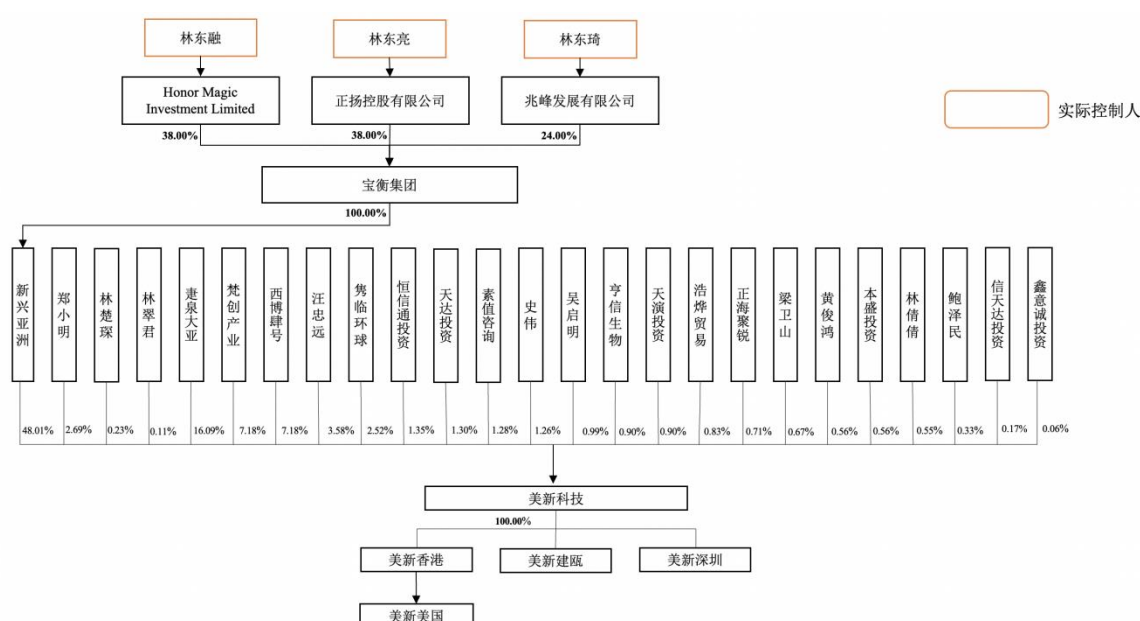 林东融
林东亮
林东琦
Honor Magic
Investment Limited
正扬控股有限公司
兆峰发展有限公司
实际控制人
38.00%
38.00%
24.00%
宝衡集团
100.00%
新兴亚洲
郑小明
林楚琛
林翠君
疌泉大亚
梵创产业
西博肆号
汪忠远
隽临环球
恒信通投资
天达投资
素值咨询
史伟
吴启明
亨信生物
天演投资
浩烨贸易
正海聚锐
梁卫山
黄俊鸿
本盛投资
林倩倩
鲍泽民
信天达投资
鑫意诚投资
48.01%
2.69%
0.23%
0.11%
16.09%
7.18%
7.18%
3.58%
2.52%
1.35%
1.30%
1.28%
1.26%
0.99%
0.90%
0.90%
0.83%
0.71%
0.67%
0.56%
0.56%
0.55%
0.33%
0.17%
0.06%
美新科技
100.00%
美新香港
美新建瓯
美新深圳
美新美国